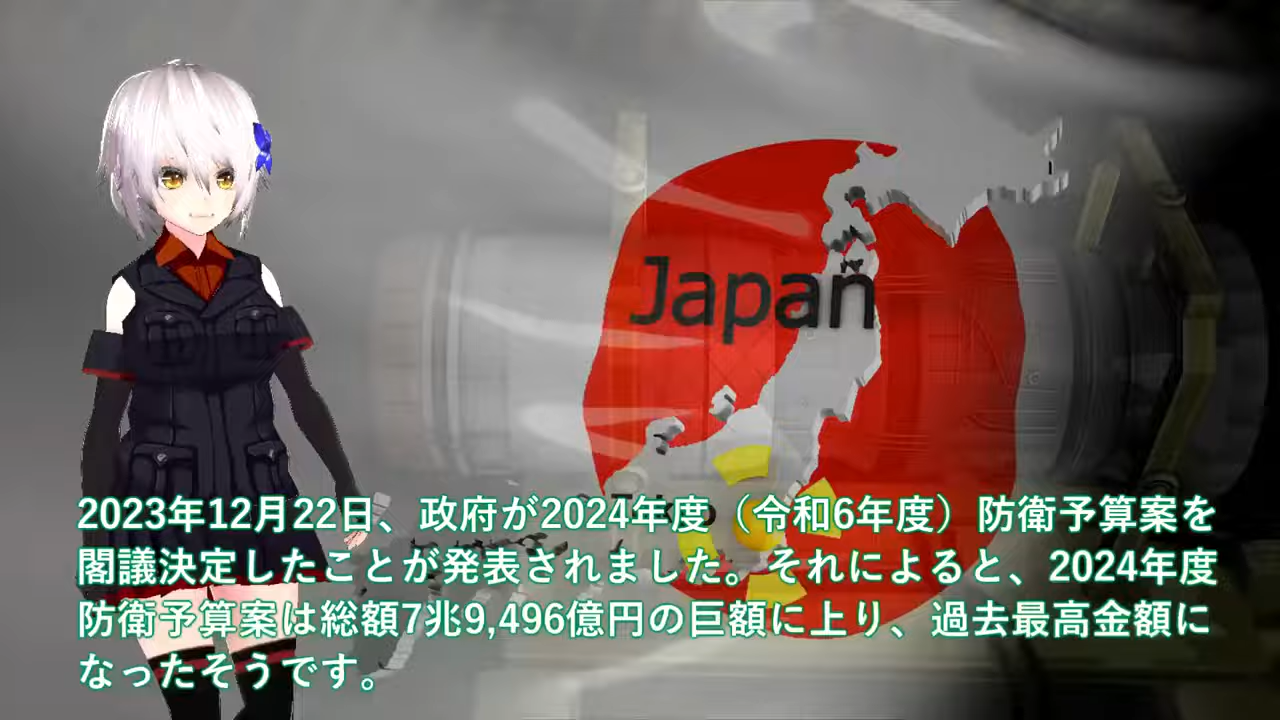 Japan
2023年12月22日、政府が2024年度（令和6年度）防衛予算案を
閣議決定したことが発表されました。それによると、2024年度
防衛予算案は総額7兆9,496億円の巨額に上り、過去最高金額に
なったそうです。